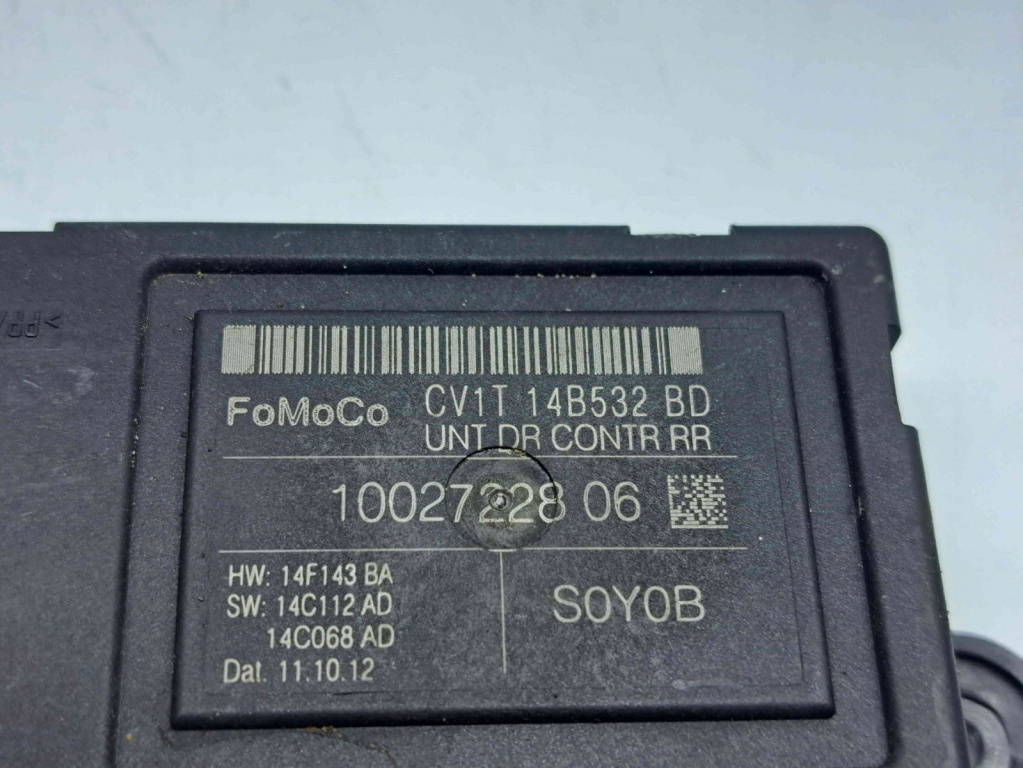 CV1T 14B532 BD
FoMoCo
UNT DR CONTR RR
10027228 06
HW: 14F143 BA
SW: 14C112 AD
14C068 AD
Dat. 11.10.12
S0Y0B